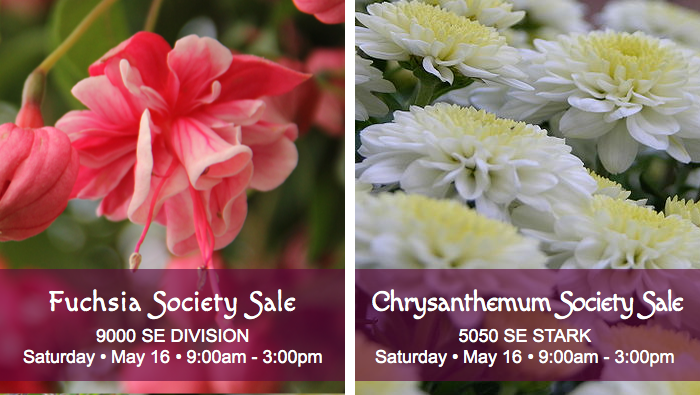 Fuchsia Society Sale
9000 SE DIVISION
Saturday • May 16 • 9:00am - 3:00pm
Chrysanthemum Society Sale
5050 SE STARK
Saturday • May 16 • 9:00am - 3:00pm